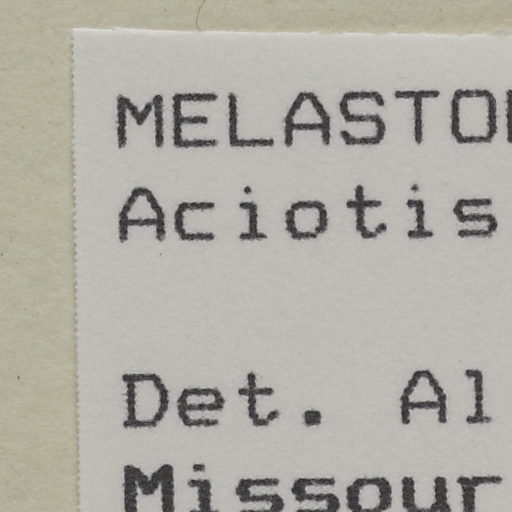 MELASTO
Aciotis
Det. Al
Missour